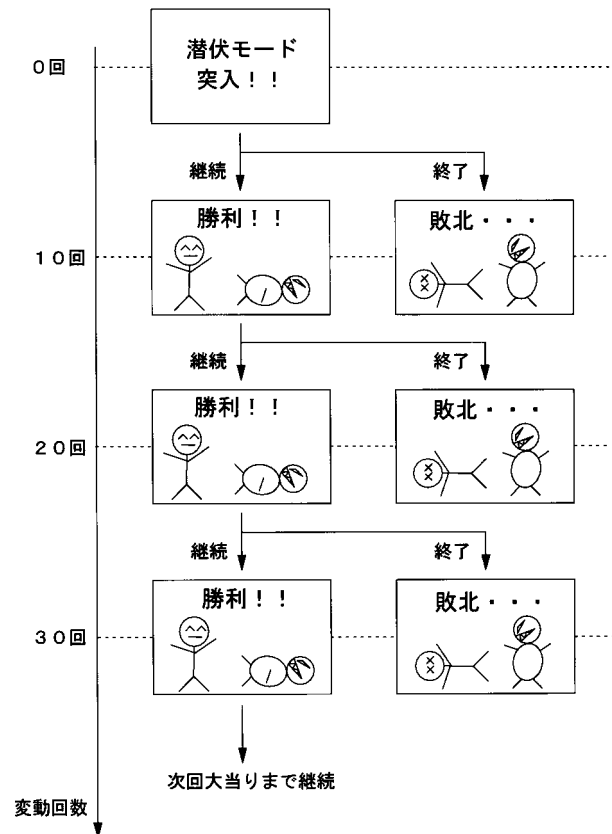 0回
潜伏モード
突入!!
継続
終了
10回
勝利!!
敗北・・・
継続
終了
20回
勝利!!
敗北・・・
継続
終了
30回
勝利!!
敗北・・・
次回大当りまで継続
変動回数